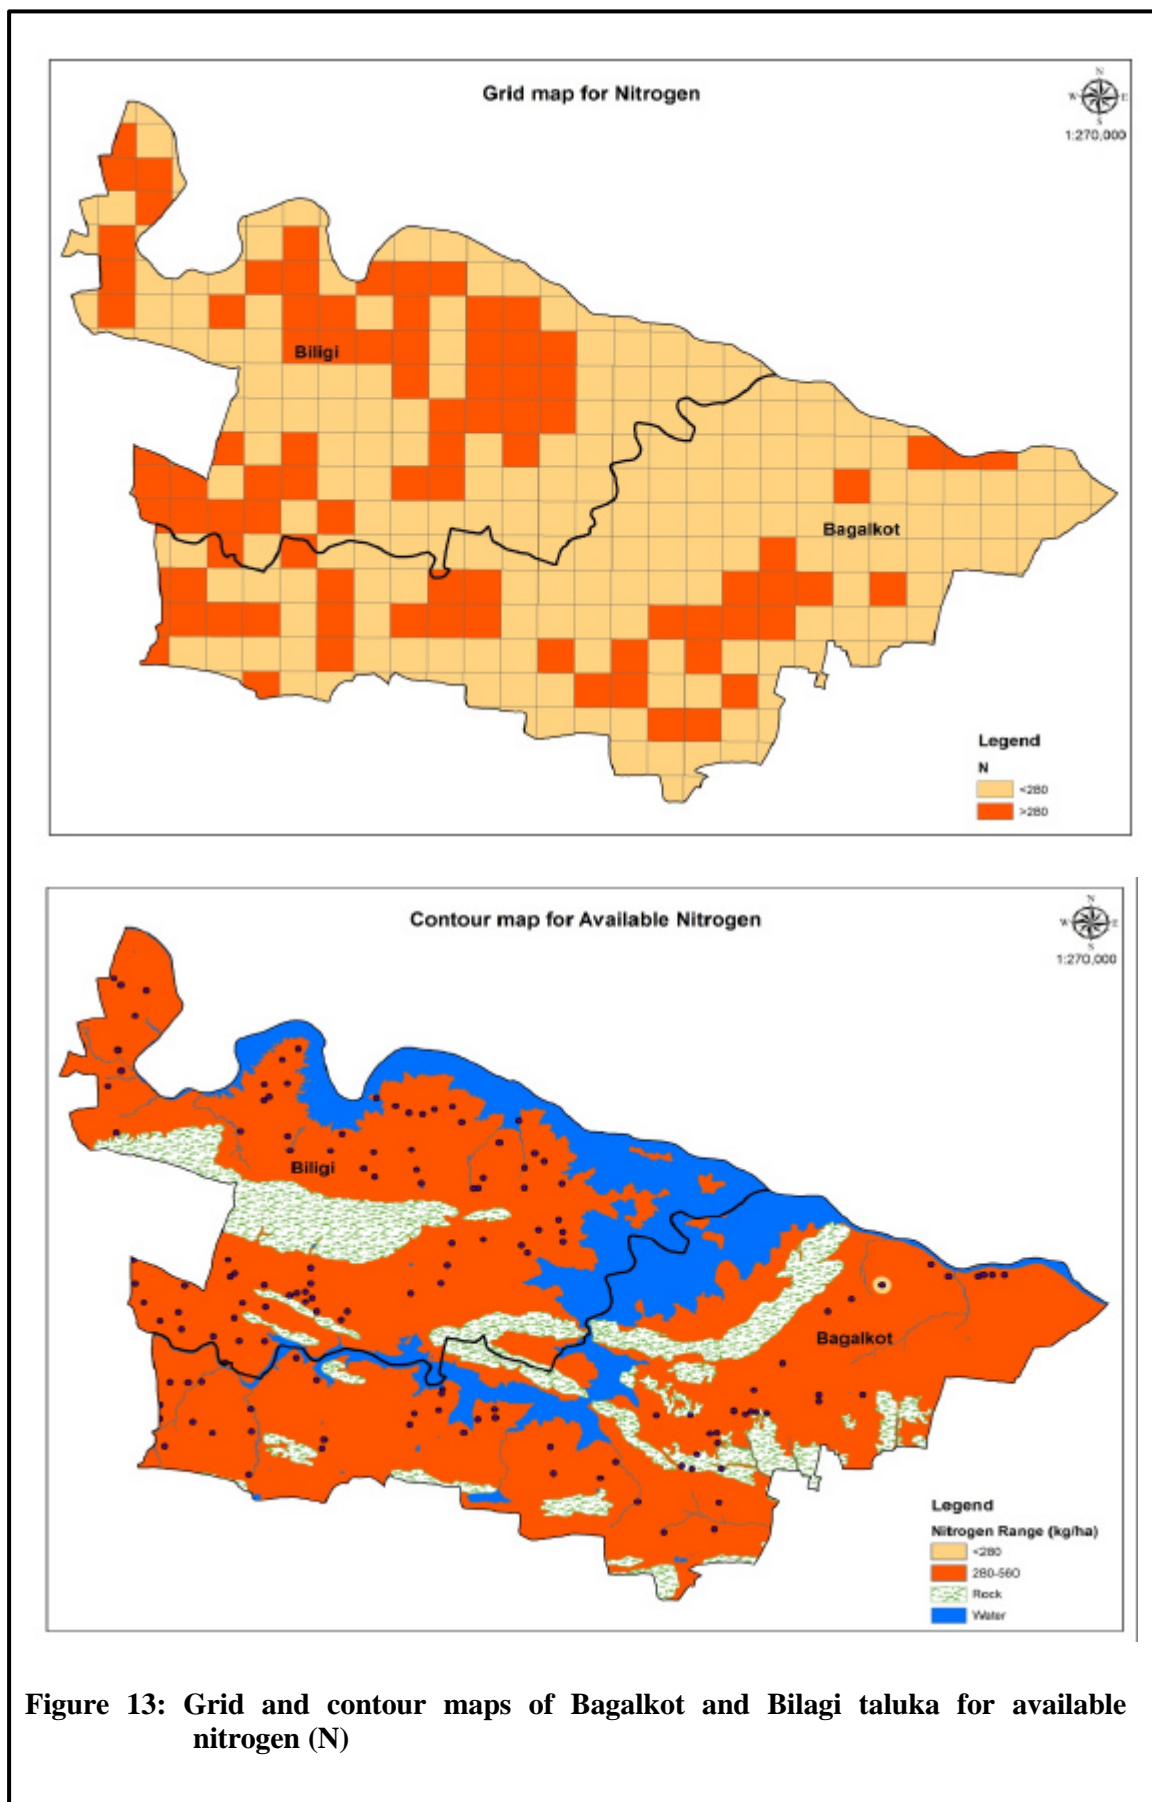 Grid map for Nitrogen
N
W E
S
1:270,000
Biligi
Bagalkot
Legend
N
<280
>280
Contour map for Available Nitrogen
N
W E
S
1:270,000
Biligi
Bagalkot
Legend
Nitrogen Range (kg/ha)
<280
280-560
Rock
Water
Figure 13: Grid and contour maps of Bagalkot and Bilagi taluka for available
nitrogen (N)